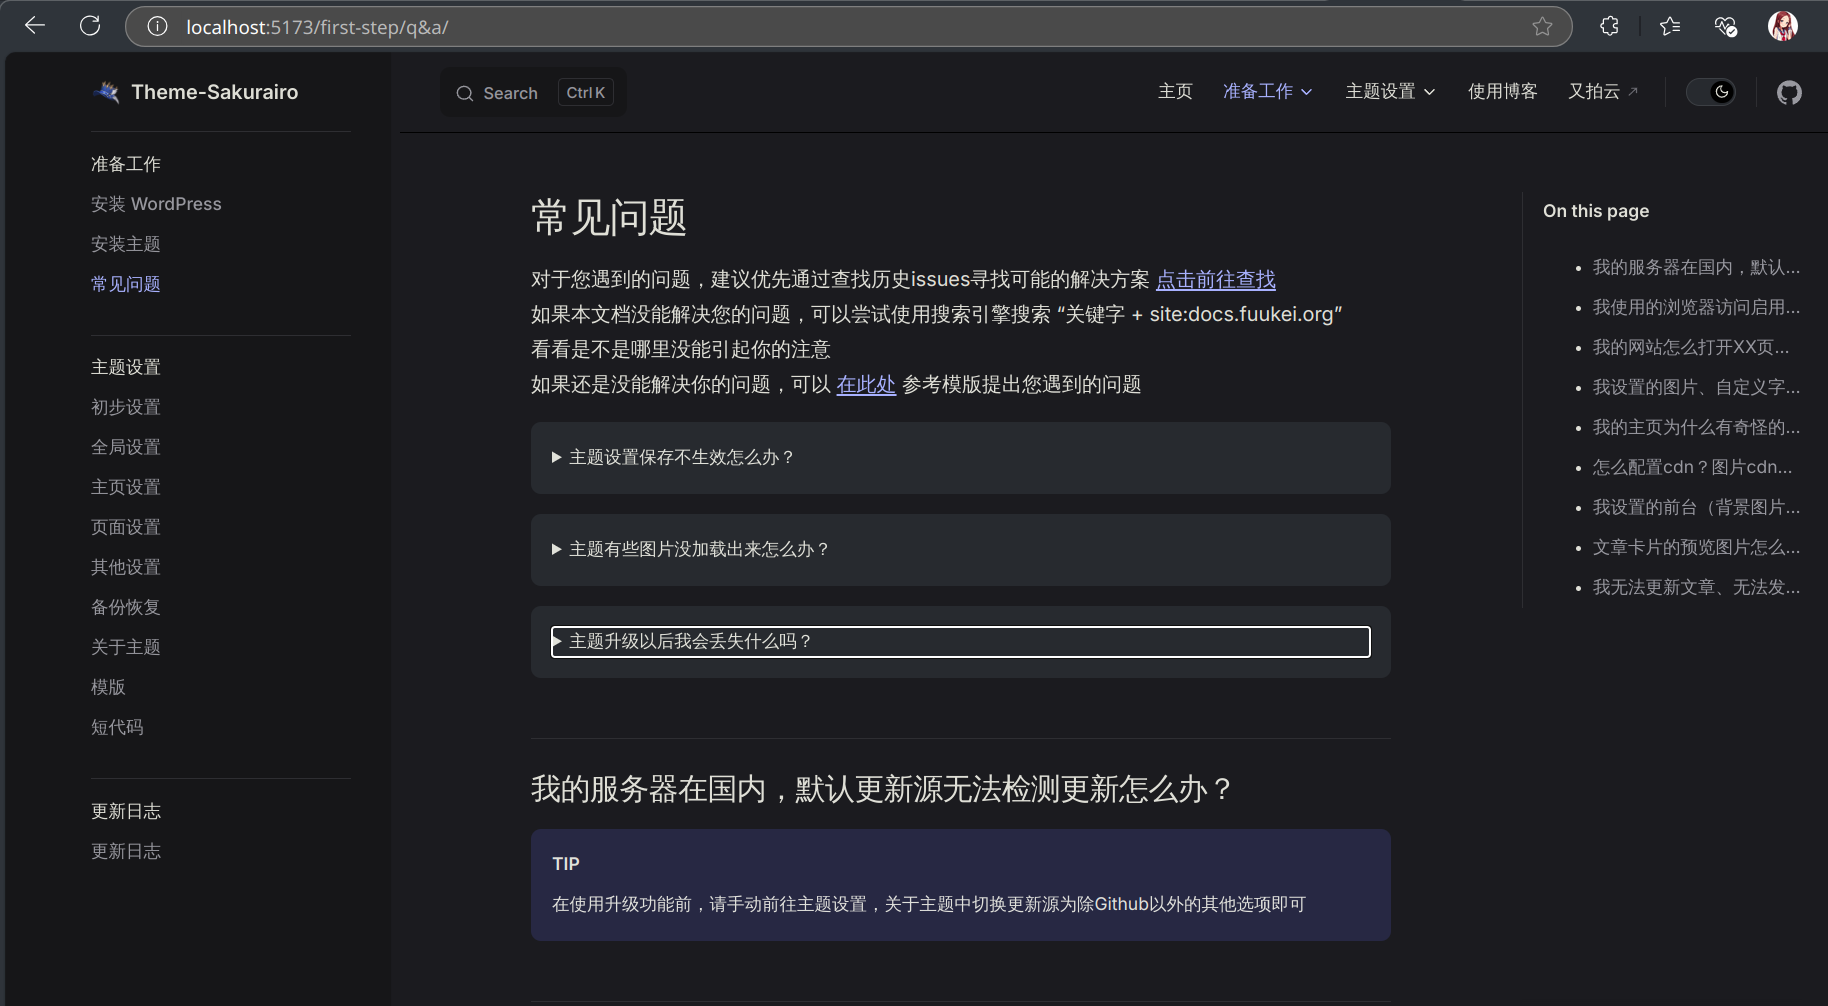 localhost:5173/first-step/q&a/
Theme-Sakurairo
Search Ctrl K
主页 准备工作 主题设置 使用博客 又拍云
准备工作
安装 WordPress
安装主题
常见问题
主题设置
初步设置
全局设置
主页设置
页面设置
其他设置
备份恢复
关于主题
模版
短代码
更新日志
更新日志
常见问题
对于您遇到的问题，建议优先通过查找历史issues寻找可能的解决方案 点击前往查找
如果本文档没能解决您的问题，可以尝试使用搜索引擎搜索 “关键字 + site:docs.fuukei.org”
看看是不是哪里没能引起你的注意
如果还是没能解决你的问题，可以 在此处 参考模版提出您遇到的问题
主题设置保存不生效怎么办？
主题有些图片没加载出来怎么办？
主题升级以后我会丢失什么吗？
我的服务器在国内，默认更新源无法检测更新怎么办？
TIP
在使用升级功能前，请手动前往主题设置，关于主题中切换更新源为除Github以外的其他选项即可
On this page
我的服务器在国内，默认...
我使用的浏览器访问启用...
我的网站怎么打开XX页...
我设置的图片、自定义字...
我的主页为什么有奇怪的...
怎么配置cdn？图片cdn...
我设置的前台（背景图片...
文章卡片的预览图片怎么...
我无法更新文章、无法发...